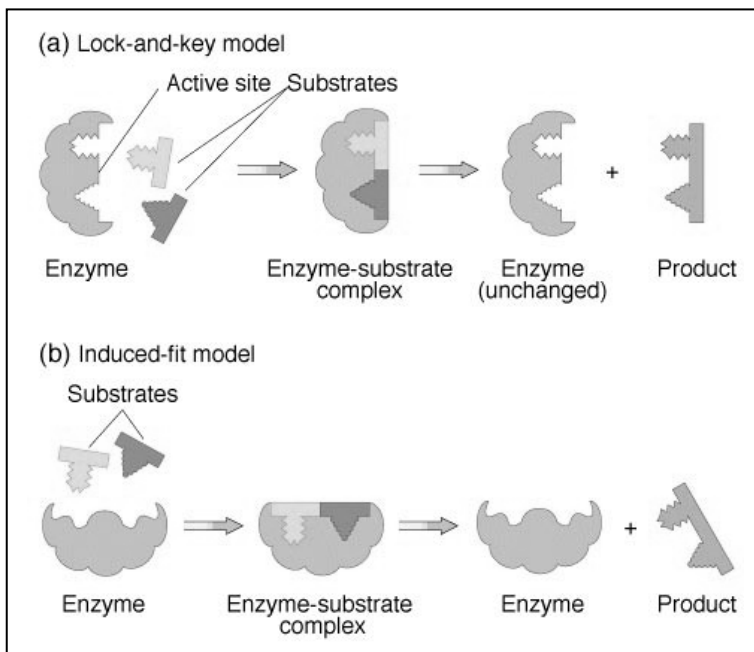 (a) Lock-and-key model
Active site
Substrates
Enzyme
Enzyme-substrate
complex
Enzyme
(unchanged)
+
Product
(b) Induced-fit model
Substrates
Enzyme
Enzyme-substrate
complex
Enzyme
+
Product